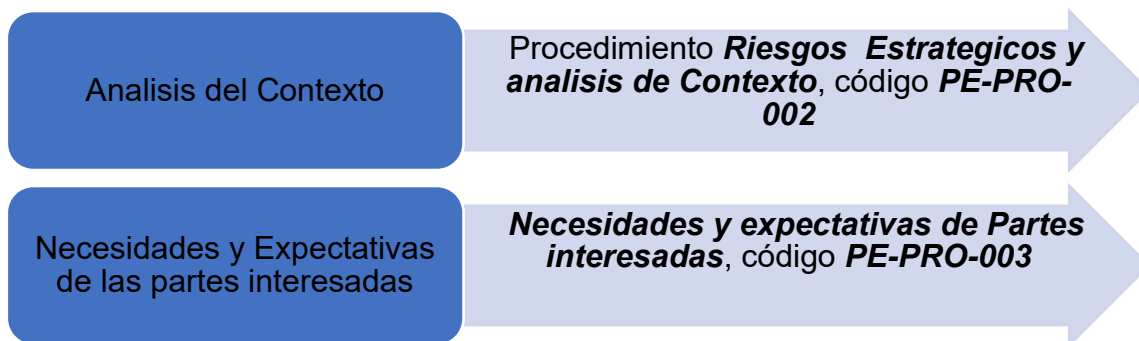 Analisis del Contexto
Procedimiento Riesgos  Estrategicos y
analisis de Contexto, código PE-PRO-
002
Necesidades y Expectativas
de las partes interesadas
Necesidades y expectativas de Partes
interesadas, código PE-PRO-003